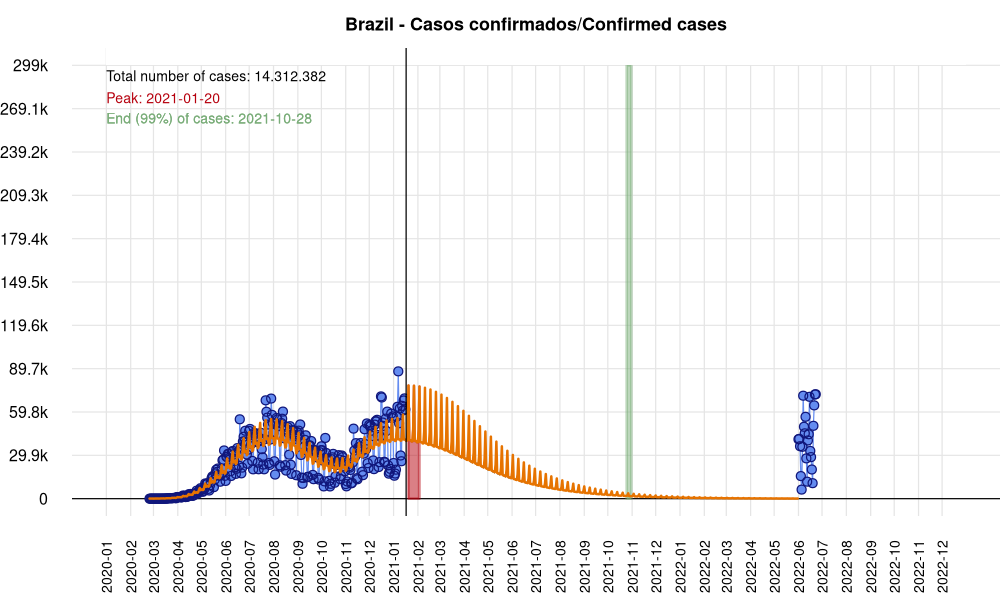 Brazil - Casos confirmados/Confirmed cases
299k
269.1k
239.2k
209.3k
179.4k
149.5k
119.6k
89.7k
59.8k
29.9k
0
Total number of cases: 14.312.382
Peak: 2021-01-20
End (99%) of cases: 2021-10-28
2020-01
2020-02
2020-03
2020-04
2020-05
2020-06
2020-07
2020-08
2020-09
2020-10
2020-11
2020-12
2021-01
2021-02
2021-03
2021-04
2021-05
2021-06
2021-07
2021-08
2021-09
2021-10
2021-11
2021-12
2022-01
2022-02
2022-03
2022-04
2022-05
2022-06
2022-07
2022-08
2022-09
2022-10
2022-11
2022-12